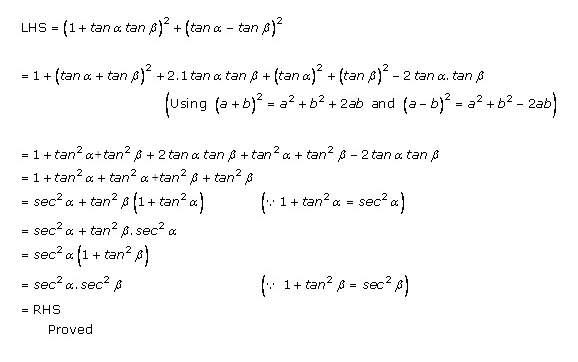 LHS = (1 + tan α tan β)² + (tan α − tan β)²
= 1 + (tan α + tan β)² + 2.1 tan α tan β + (tan α)² + (tan β)² − 2 tan α. tan β
(Using (a + b)² = a² + b² + 2ab and (a − b)² = a² + b² − 2ab)
= 1 + tan² α+tan² β + 2 tan α tan β + tan² α + tan² β − 2 tan α tan β
= 1 + tan² α + tan² α +tan² β + tan² β
= sec² α + tan² β (1 + tan² α) (∵ 1 + tan² α = sec² α)
= sec² α + tan² β. sec² α
= sec² α (1 + tan² β)
= sec² α. sec² β (∵ 1 + tan² β = sec² β)
= RHS
Proved